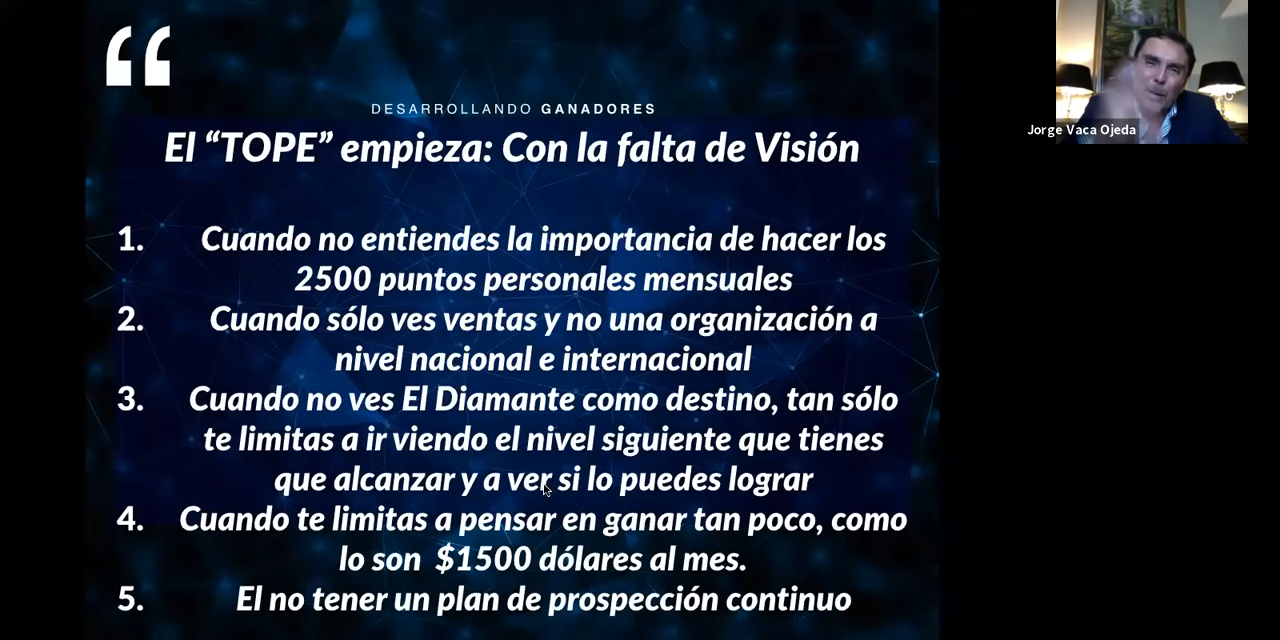 “
DESARROLLANDO GANADORES
El “TOPE” empieza: Con la falta de Visión
1. Cuando no entiendes la importancia de hacer los
2500 puntos personales mensuales
2. Cuando sólo ves ventas y no una organización a
nivel nacional e internacional
3. Cuando no ves El Diamante como destino, tan sólo
te limitas a ir viendo el nivel siguiente que tienes
que alcanzar y a ver si lo puedes lograr
4. Cuando te limitas a pensar en ganar tan poco, como
lo son $1500 dólares al mes.
5. El no tener un plan de prospección continuo
Jorge Vaca Ojeda